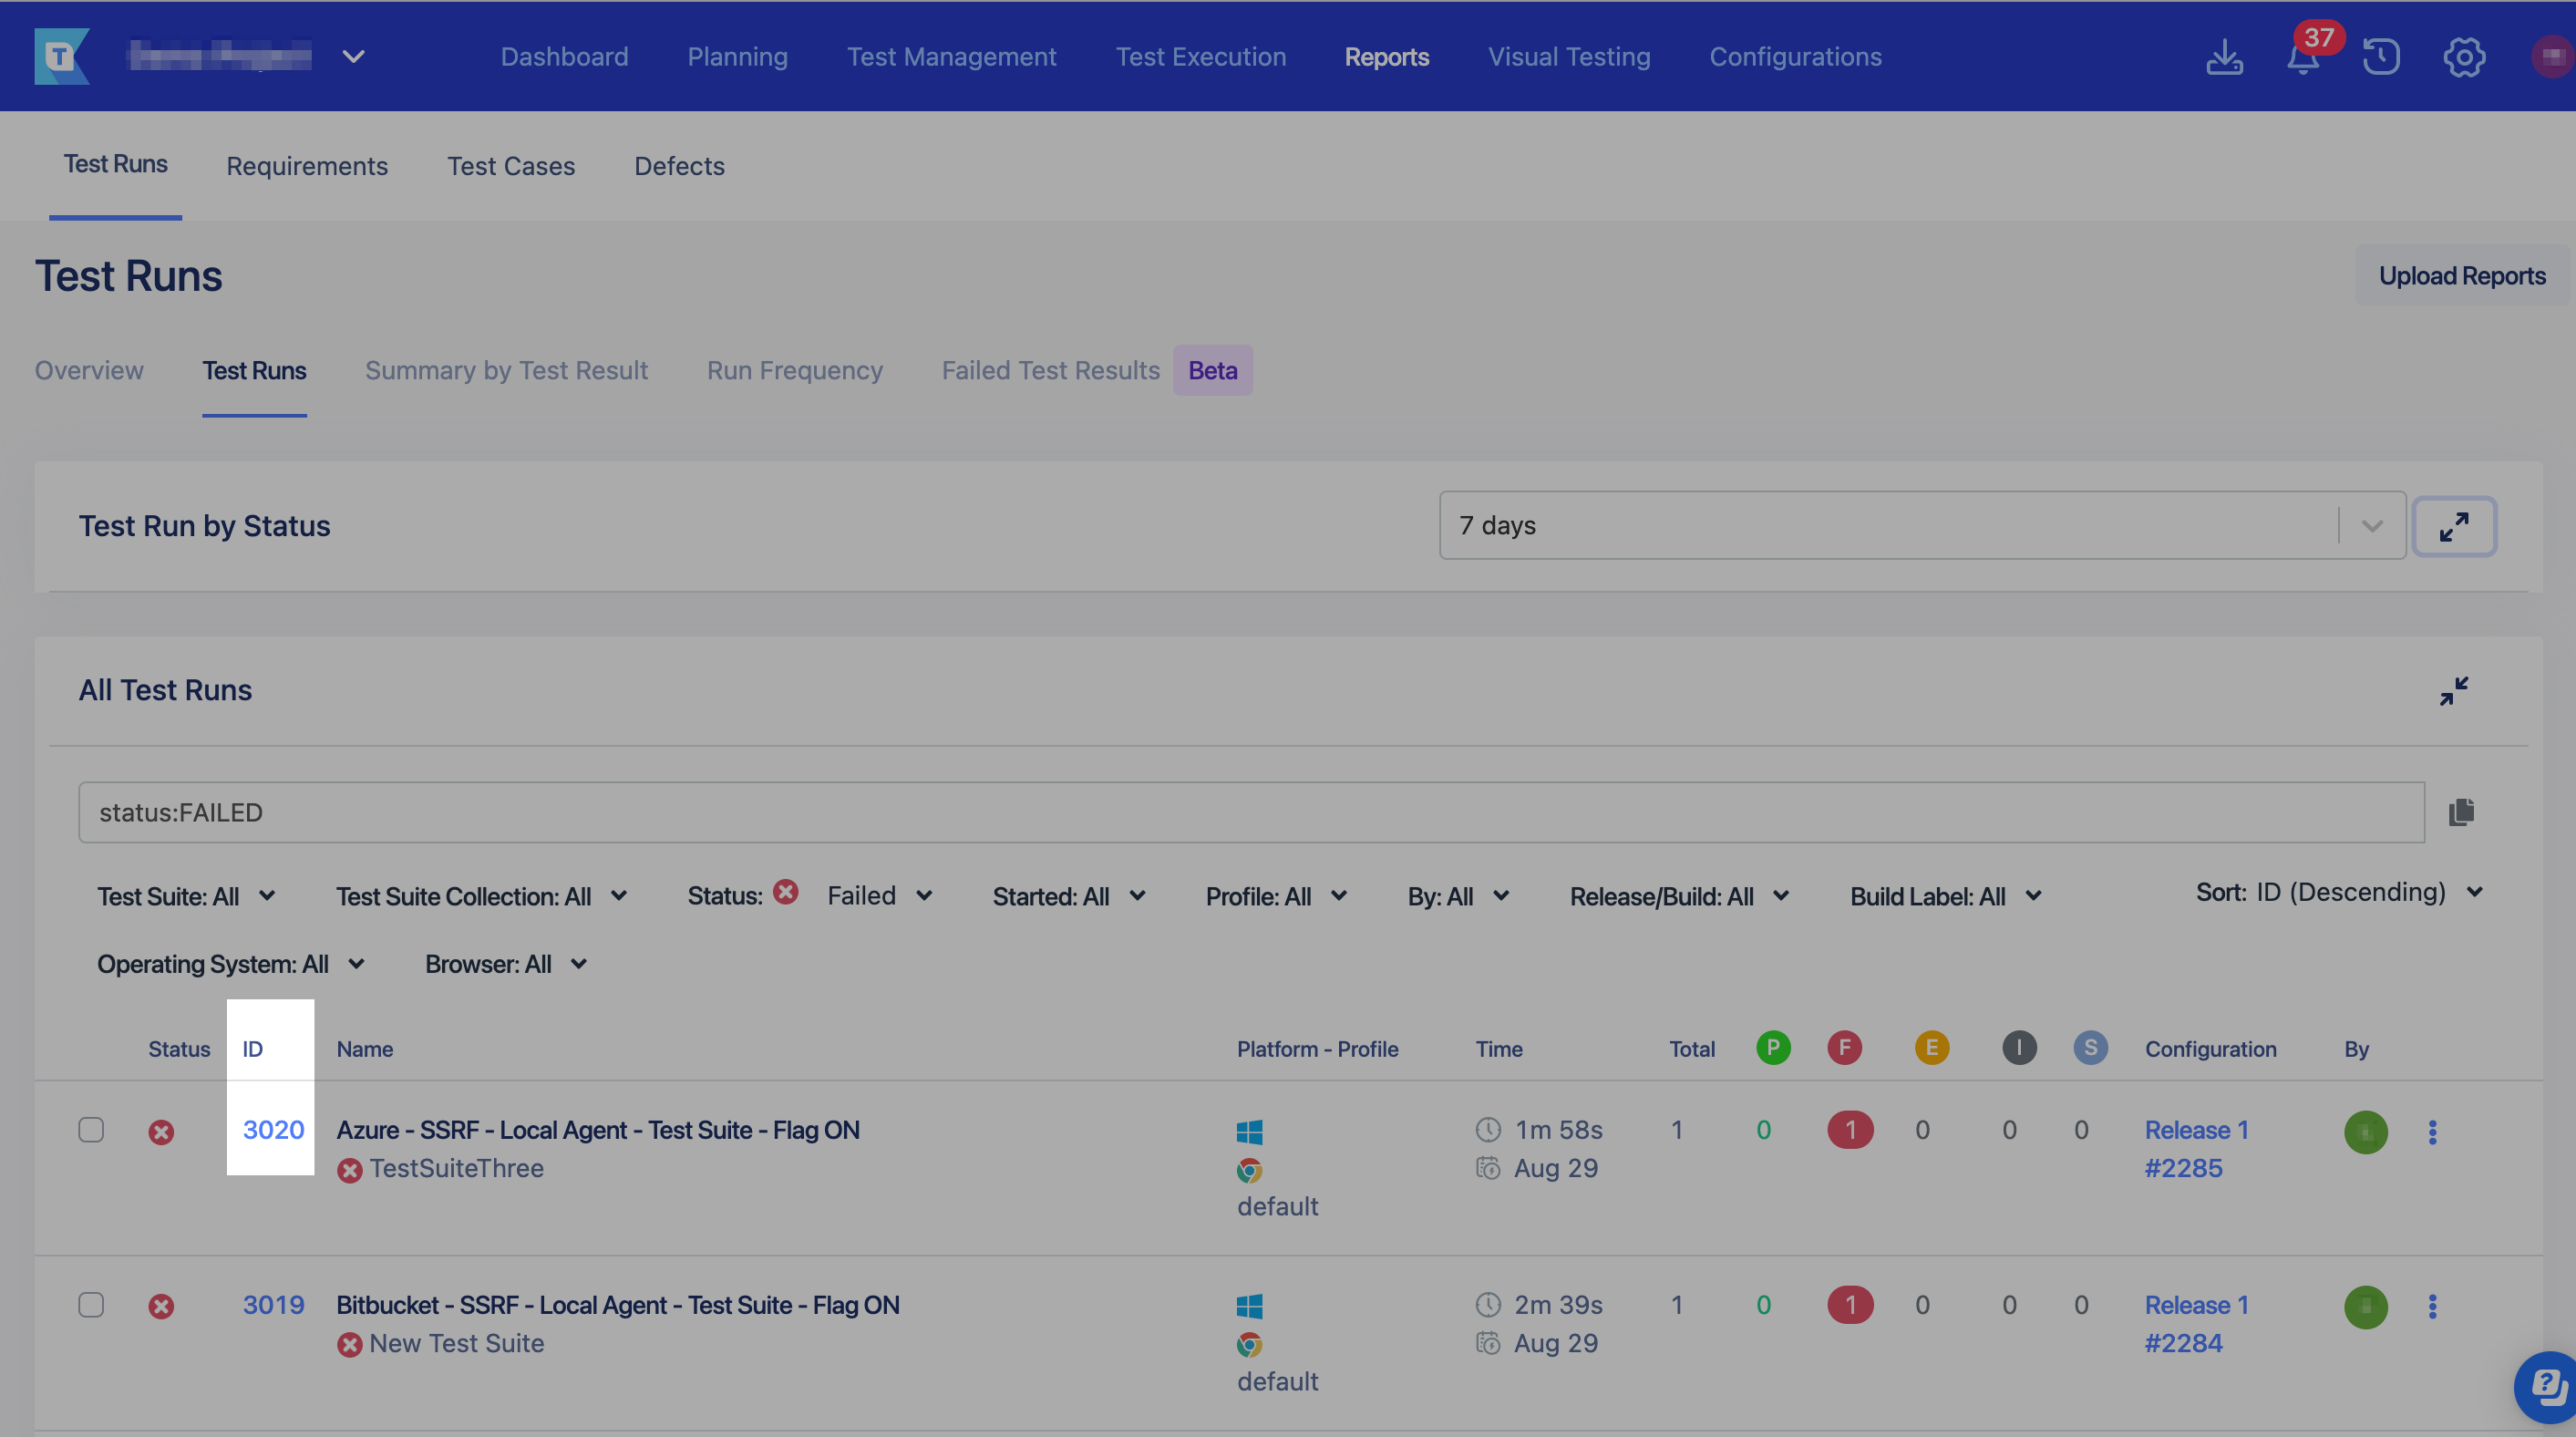 T
Dashboard Planning Test Management Test Execution Reports Visual Testing Configurations 37
Test Runs Requirements Test Cases Defects
Test Runs Upload Reports
Overview Test Runs Summary by Test Result Run Frequency Failed Test Results Beta
Test Run by Status 7 days
All Test Runs
status:FAILED
Test Suite: All Test Suite Collection: All Status: Failed Started: All Profile: All By: All Release/Build: All Build Label: All Sort: ID (Descending)
Operating System: All Browser: All
Status ID Name Platform - Profile Time Total P F E I S Configuration By
3020 Azure - SSRF - Local Agent - Test Suite - Flag ON 1m 58s 1 0 1 0 0 0 Release 1
TestSuiteThree Aug 29 #2285
default
3019 Bitbucket - SSRF - Local Agent - Test Suite - Flag ON 2m 39s 1 0 1 0 0 0 Release 1
New Test Suite Aug 29 #2284
default
?